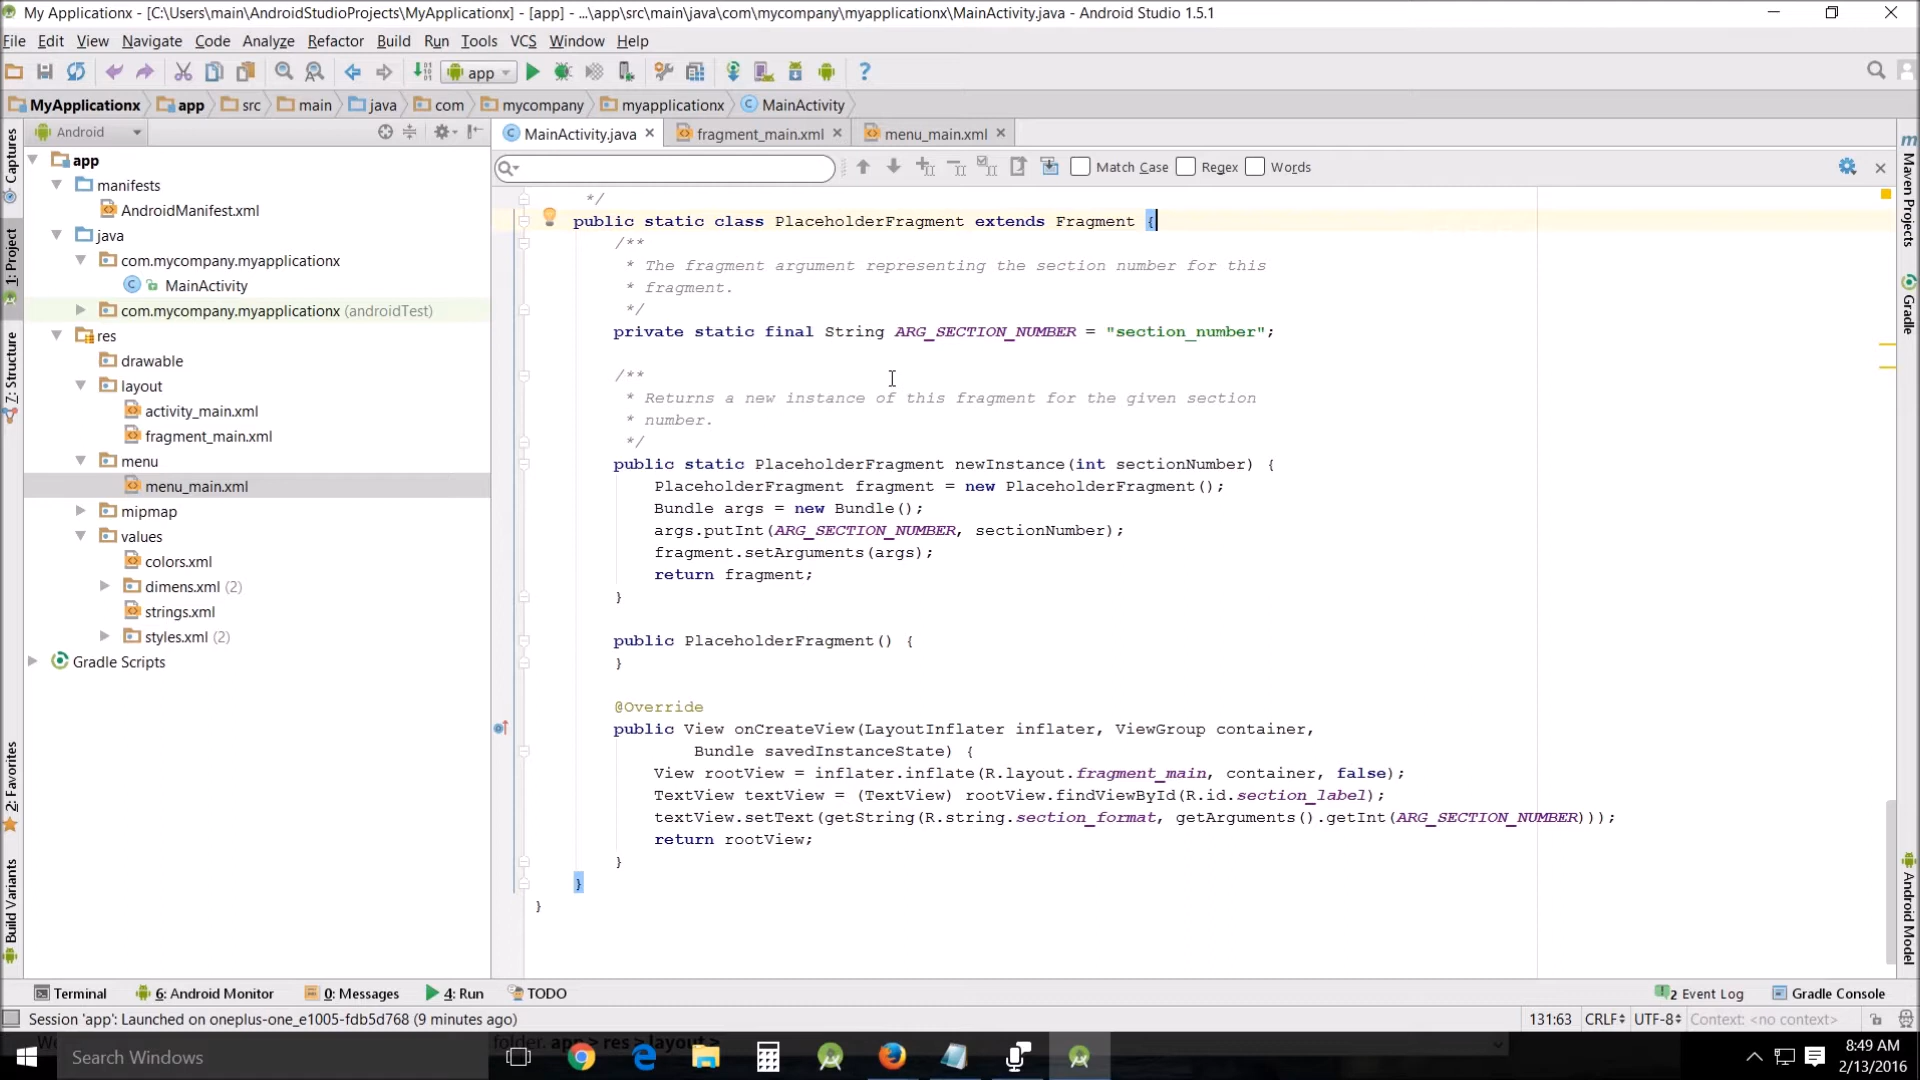 My Applicationx - [C:\Users\main\AndroidStudioProjects\MyApplicationx] - [app] - ...\app\src\main\java\com\mycompany\myapplicationx\MainActivity.java - Android Studio 1.5.1
File Edit View Navigate Code Analyze Refactor Build Run Tools VCS Window Help
app
MyApplicationx app src main java com mycompany myapplicationx MainActivity
Android
MainActivity.java fragment_main.xml menu_main.xml
Match Case Regex Words
app
manifests
AndroidManifest.xml
java
com.mycompany.myapplicationx
MainActivity
com.mycompany.myapplicationx (androidTest)
res
drawable
layout
activity_main.xml
fragment_main.xml
menu
menu_main.xml
mipmap
values
colors.xml
dimens.xml (2)
strings.xml
styles.xml (2)
Gradle Scripts
Captures
1: Project
7: Structure
2: Favorites
Build Variants
*/
public static class PlaceholderFragment extends Fragment {
/**
* The fragment argument representing the section number for this
* fragment.
*/
private static final String ARG_SECTION_NUMBER = "section_number";
/**
* Returns a new instance of this fragment for the given section
* number.
*/
public static PlaceholderFragment newInstance(int sectionNumber) {
PlaceholderFragment fragment = new PlaceholderFragment();
Bundle args = new Bundle();
args.putInt(ARG_SECTION_NUMBER, sectionNumber);
fragment.setArguments(args);
return fragment;
}
public PlaceholderFragment() {
}
@Override
public View onCreateView(LayoutInflater inflater, ViewGroup container,
Bundle savedInstanceState) {
View rootView = inflater.inflate(R.layout.fragment_main, container, false);
TextView textView = (TextView) rootView.findViewById(R.id.section_label);
textView.setText(getString(R.string.section_format, getArguments().getInt(ARG_SECTION_NUMBER)));
return rootView;
}
}
}
Maven Projects
Gradle
Android Model
Terminal 6: Android Monitor 0: Messages 4: Run TODO 2 Event Log Gradle Console
Session 'app': Launched on oneplus-one_e1005-fdb5d768 (9 minutes ago) 131:63 CRLF UTF-8 Context: <no context>
folder. app > res > layout >
Search Windows
8:49 AM
2/13/2016